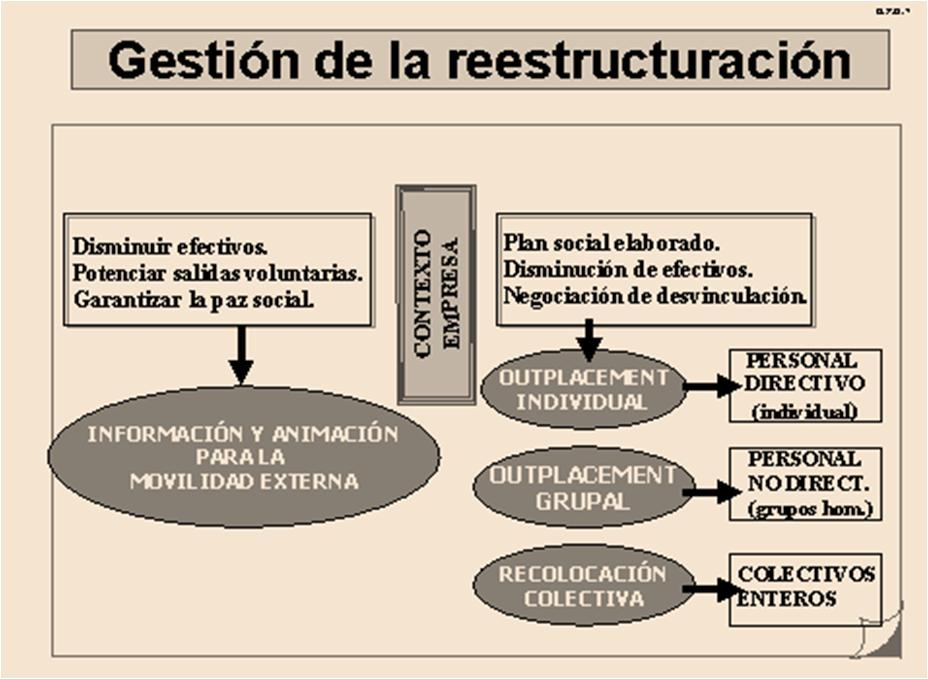 Gestión de la reestructuración
Disminuir efectivos.
Potenciar salidas voluntarias.
Garantizar la paz social.
INFORMACIÓN Y ANIMACIÓN
PARA LA
MOVILIDAD EXTERNA
CONTEXTO
EMPRESA
Plan social elaborado.
Disminución de efectivos.
Negociación de desvinculación.
OUTPLACEMENT
INDIVIDUAL
PERSONAL
DIRECTIVO
(individual)
OUTPLACEMENT
GRUPAL
PERSONAL
NO DIRECT.
(grupos hom.)
RECOLOCACIÓN
COLECTIVA
COLECTIVOS
ENTEROS